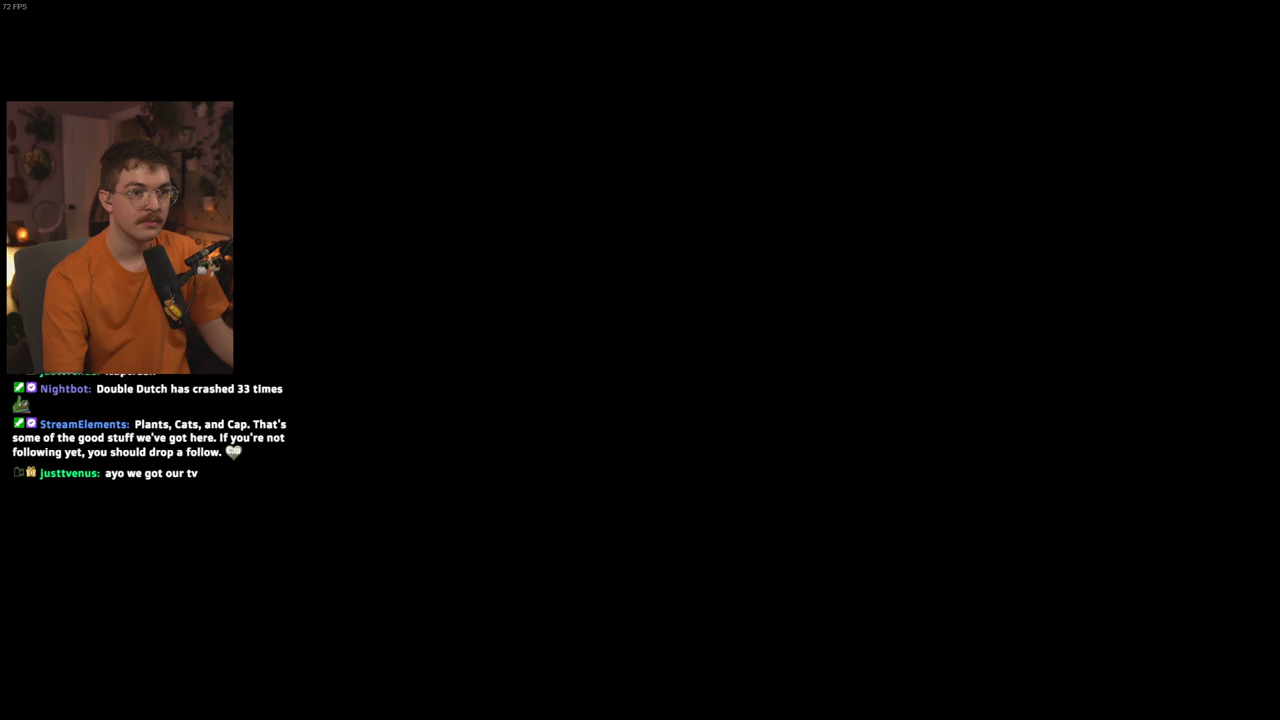 72 FPS
Nightbot: Double Dutch has crashed 33 times
StreamElements: Plants, Cats, and Cap. That's
some of the good stuff we've got here. If you're not
following yet, you should drop a follow.
justtvenus: ayo we got our tv